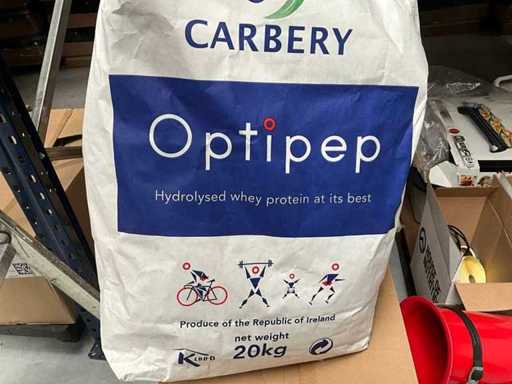 CARBERY
Optipep
Hydrolysed whey protein at its best
Produce of the Republic of Ireland
net weight
20kg